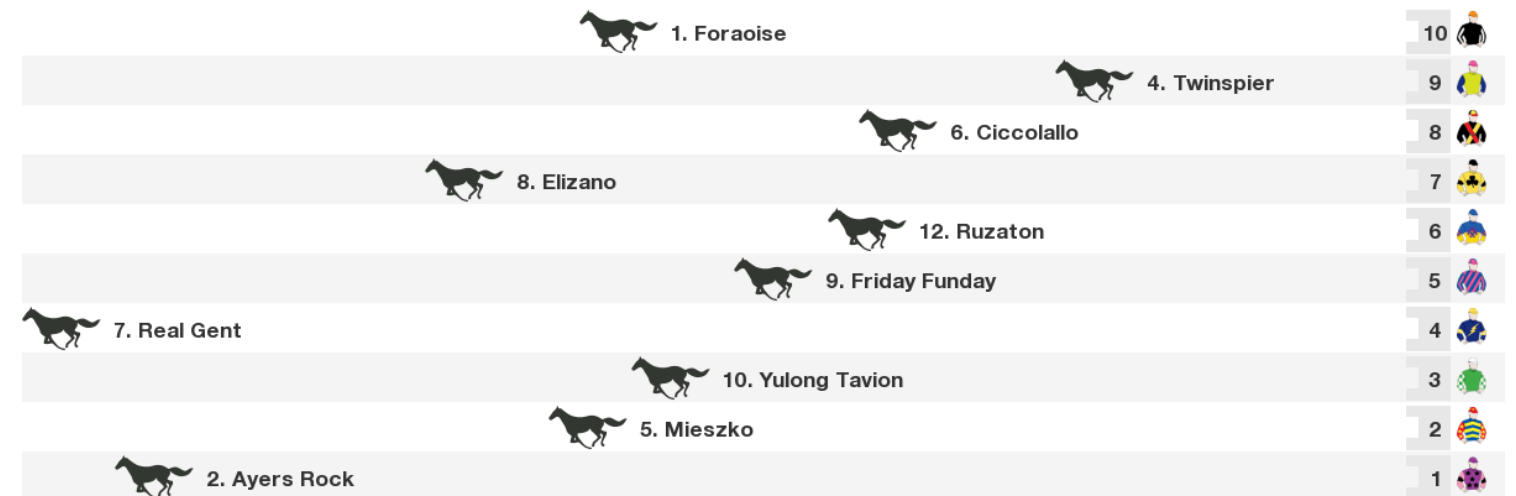 1. Foraoise 10
4. Twinspier 9
6. Ciccolallo 8
8. Elizano 7
12. Ruzaton 6
9. Friday Funday 5
7. Real Gent 4
10. Yulong Tavion 3
5. Mieszko 2
2. Ayers Rock 1